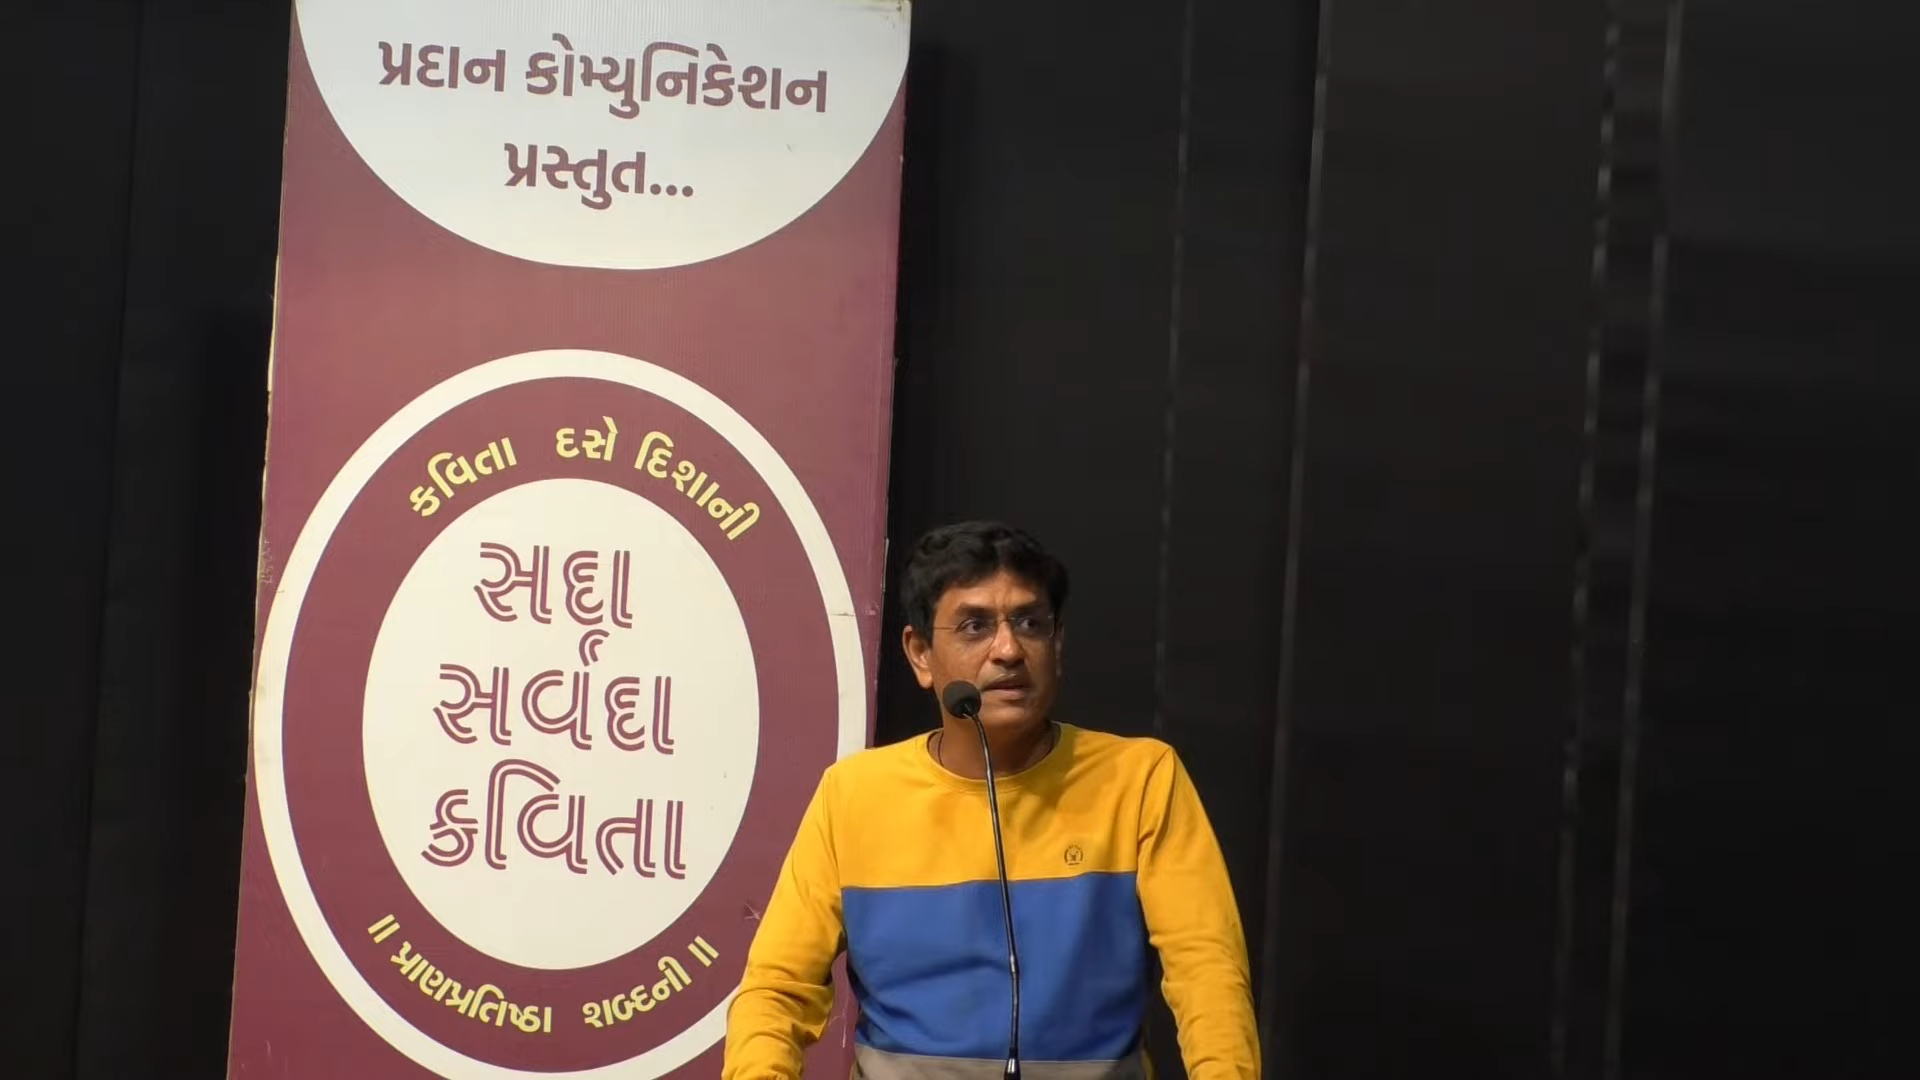 પ્રદાન કોમ્યુનિકેશન
પ્રસ્તુત...
કવિતા દસે દિશાની
સદા
સર્વદા
કવિતા
॥ પ્રાણપ્રતિષ્ઠા શબ્દની ॥